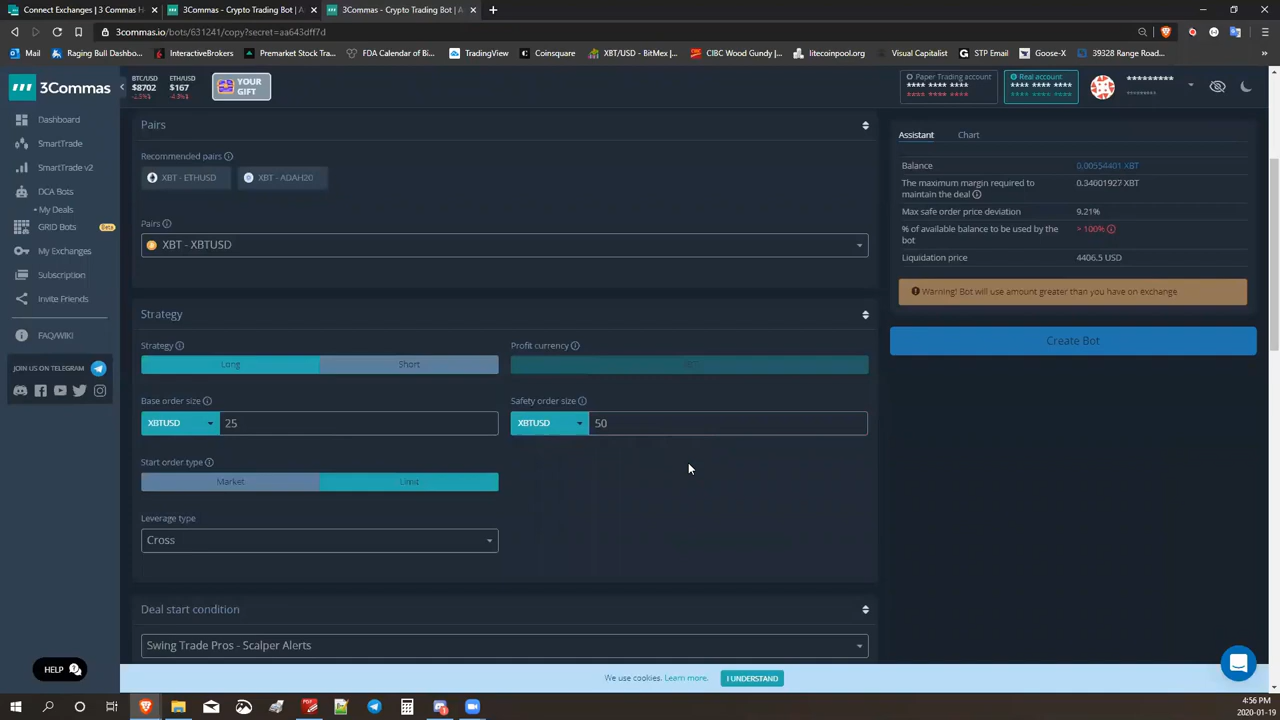 Connect Exchanges | 3 Commas H
3Commas - Crypto Trading Bot | A
3Commas - Crypto Trading Bot | A
3commas.io/bots/631241/copy?secret=aa643dff7d
Mail
Raging Bull Dashbo...
InteractiveBrokers
Premarket Stock Tra...
FDA Calendar of Bi...
TradingView
Coinsquare
XBT/USD - BitMex |...
CIBC Wood Gundy |...
litecoinpool.org
Visual Capitalist
STP Email
Goose-X
39328 Range Road...
3Commas
BTC/USD
$8702
-2.5%
ETH/USD
$167
-4.0%
YOUR
GIFT
Paper Trading account
**** **** ****
**** **** ****
Real account
**** **** ****
**** **** ****
*********
*********
Dashboard
SmartTrade
SmartTrade v2
DCA Bots
My Deals
GRID Bots
Beta
My Exchanges
Subscription
Invite Friends
FAQ/WIKI
JOIN US ON TELEGRAM
HELP
Pairs
Recommended pairs
XBT - ETHUSD
XBT - ADAH20
Pairs
XBT - XBTUSD
Strategy
Strategy
Long
Short
Profit currency
Base order size
XBTUSD
25
Safety order size
XBTUSD
50
Start order type
Market
Limit
Leverage type
Cross
Deal start condition
Swing Trade Pros - Scalper Alerts
Assistant
Chart
Balance
0.00554401 XBT
The maximum margin required to
maintain the deal
0.34001927 XBT
Max safe order price deviation
9.21%
% of available balance to be used by the
bot
> 100%
Liquidation price
4406.5 USD
Warning! Bot will use amount greater than you have on exchange
Create Bot
We use cookies. Learn more.
I UNDERSTAND
4:56 PM
2020-01-19